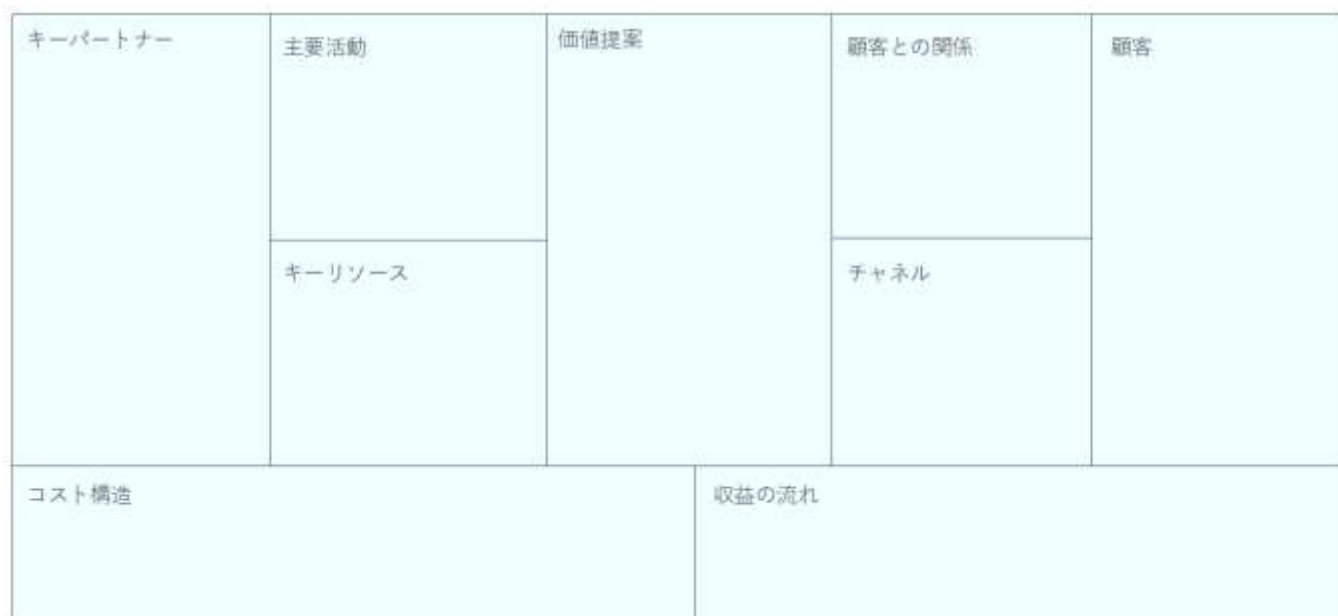 キーパートナー
主要活動
価値提案
顧客との関係
顧客
キーリソース
チャネル
コスト構造
収益の流れ